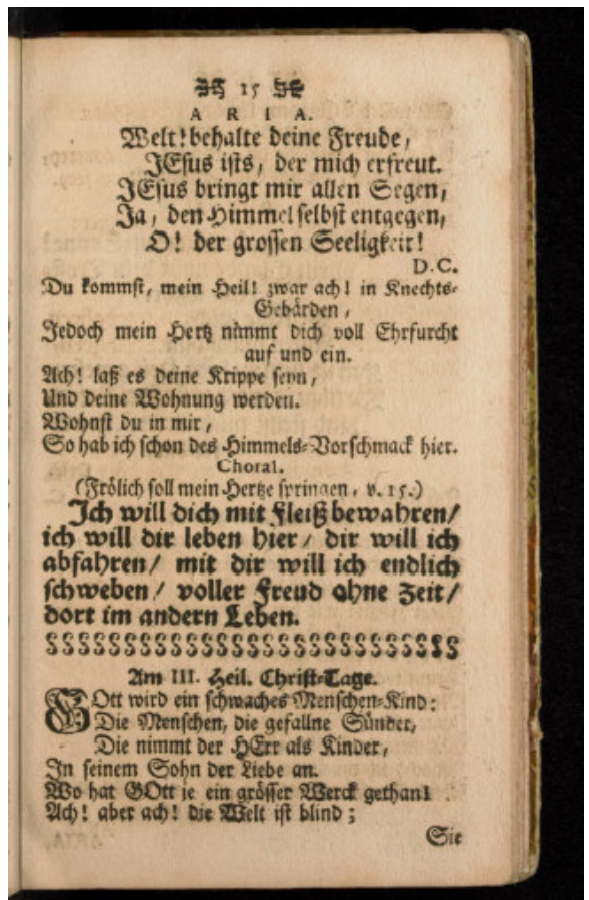 15
ARIA.
Welt! behalte deine Freude,
JEsus ists, der mich erfreut.
JEsus bringt mir allen Segen,
Ja, den Himmel selbst entgegen,
O! der grossen Seeligkeit!
D.C.
Du kommst, mein Heil! zwar ach! in Knechts-
Gebärden,
Jedoch mein Hertz nimmt dich voll Ehrfurcht
auf und ein.
Ach! laß es deine Krippe seyn,
Und deine Wohnung werden.
Wohnst du in mir,
So hab ich schon des Himmels-Vorschmack hier.
Choral.
(Frölich soll mein Hertze springen, v. 15.)
Ich will dich mit Fleiß bewahren/
ich will dir leben hier/ dir will ich
abfahren/ mit dir will ich endlich
schweben/ voller Freud ohne Zeit/
dort im andern Leben.
Am III. Heil. Christ-Tage.
GOtt wird ein schwaches Menschen-Kind:
Die Menschen, die gefallne Sünder,
Die nimmt der HErr als Kinder,
In seinem Sohn der Liebe an.
Wo hat GOtt je ein grösser Werck gethan!
Ach! aber ach! die Welt ist blind;
Sie